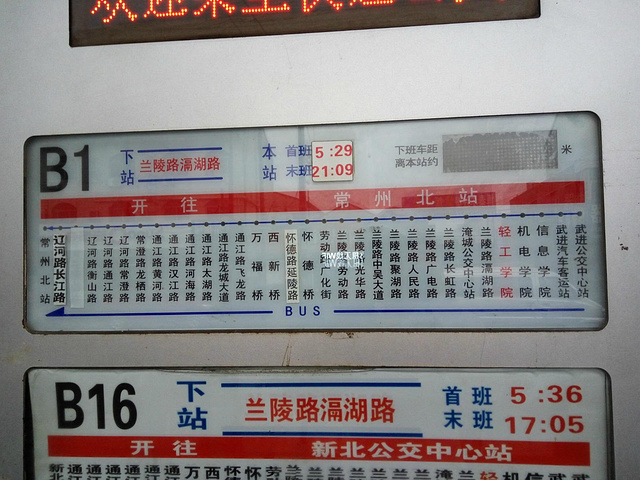 B1
下站
兰陵路滆湖路
本站
首班 5:29
末班 21:09
下班车距
离本站约
米
开往 常州北站
常州北站
辽河路长江路
辽河路衡山路
辽河路通江路
辽河路常澄路
常澄路龙栖路
通江路黄河路
通江路汉江路
通江路河海路
通江路太湖路
通江路龙城大道
通江路飞龙路
万福桥
西新桥
怀德路延陵路
怀德桥
兰陵路劳动路
兰陵路光华路
兰陵路中吴大道
兰陵路聚湖路
兰陵路人民路
兰陵路广电路
兰陵路长虹路
淹城公交中心站
兰陵路滆湖路
轻工学院
机电学院
信息学院
武进汽车客运站
武进公交中心站
BUS
B16
下站
兰陵路滆湖路
首班 5:36
末班 17:05
开往 新北公交中心站